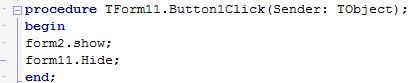 procedure TForm11.Button1Click(Sender: TObject);
begin
form2.show;
form11.Hide;
end;